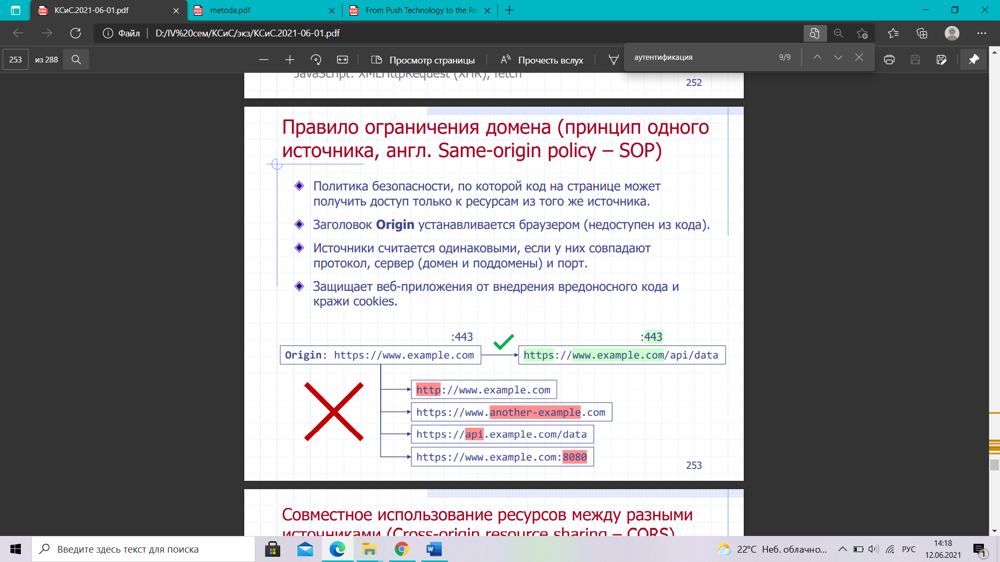 КСиС.2021-06-01.pdf
metoda.pdf
From Push Technology to the Re
Файл
D:/IV%20сем/КСиС/экз/КСиС.2021-06-01.pdf
253
из 288
Просмотр страницы
Прочесть вслух
аутентификация
9/9
JavaScript: XMLHttpRequest (XHR), fetch
252
Правило ограничения домена (принцип одного
источника, англ. Same-origin policy – SOP)
Политика безопасности, по которой код на странице может
получить доступ только к ресурсам из того же источника.
Заголовок Origin устанавливается браузером (недоступен из кода).
Источники считается одинаковыми, если у них совпадают
протокол, сервер (домен и поддомены) и порт.
Защищает веб-приложения от внедрения вредоносного кода и
кражи cookies.
:443
:443
Origin: https://www.example.com
https://www.example.com/api/data
http://www.example.com
https://www.another-example.com
https://api.example.com/data
https://www.example.com:8080
253
Совместное использование ресурсов между разными
источниками (Cross-origin resource sharing – CORS)
Введите здесь текст для поиска
22°C Неб. облачно...
РУС
14:18
12.06.2021
1